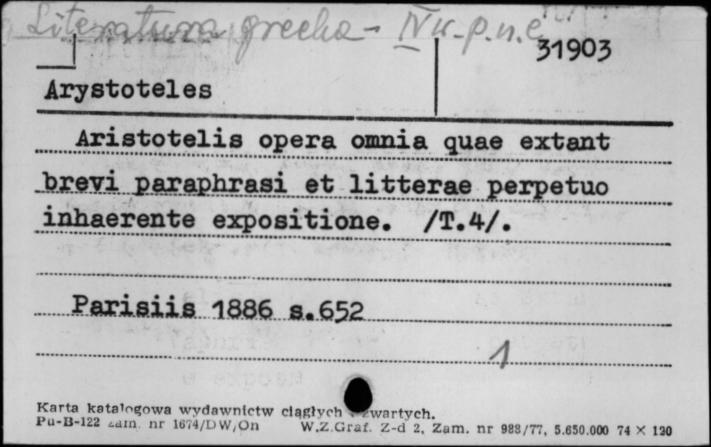 Literatura grecka - IV w. p.n.e
31903
Arystoteles
Aristotelis opera omnia quae extant
brevi paraphrasi et litterae perpetuo
inhaerente expositione. /T.4/.
Parisiis 1886 s.652
1
Karta katalogowa wydawnictw ciągłych zwartych.
Pu-B-122 zam. nr 1674/DW/On W.Z.Graf. Z-d 2, Zam. nr 988/77, 5.650.000 74 × 120